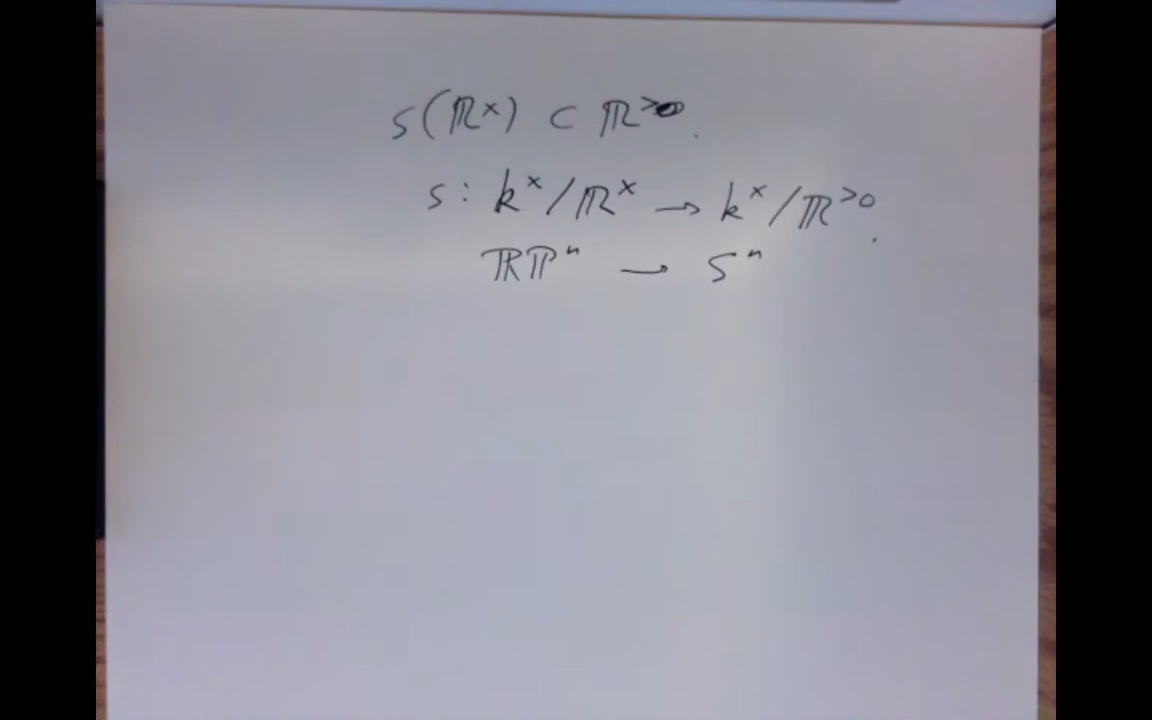 s(ℝ^×) ⊂ ℝ^{>0}.
s: k^×/ℝ^× → k^×/ℝ^{>0}.
ℝℙ^n → S^n